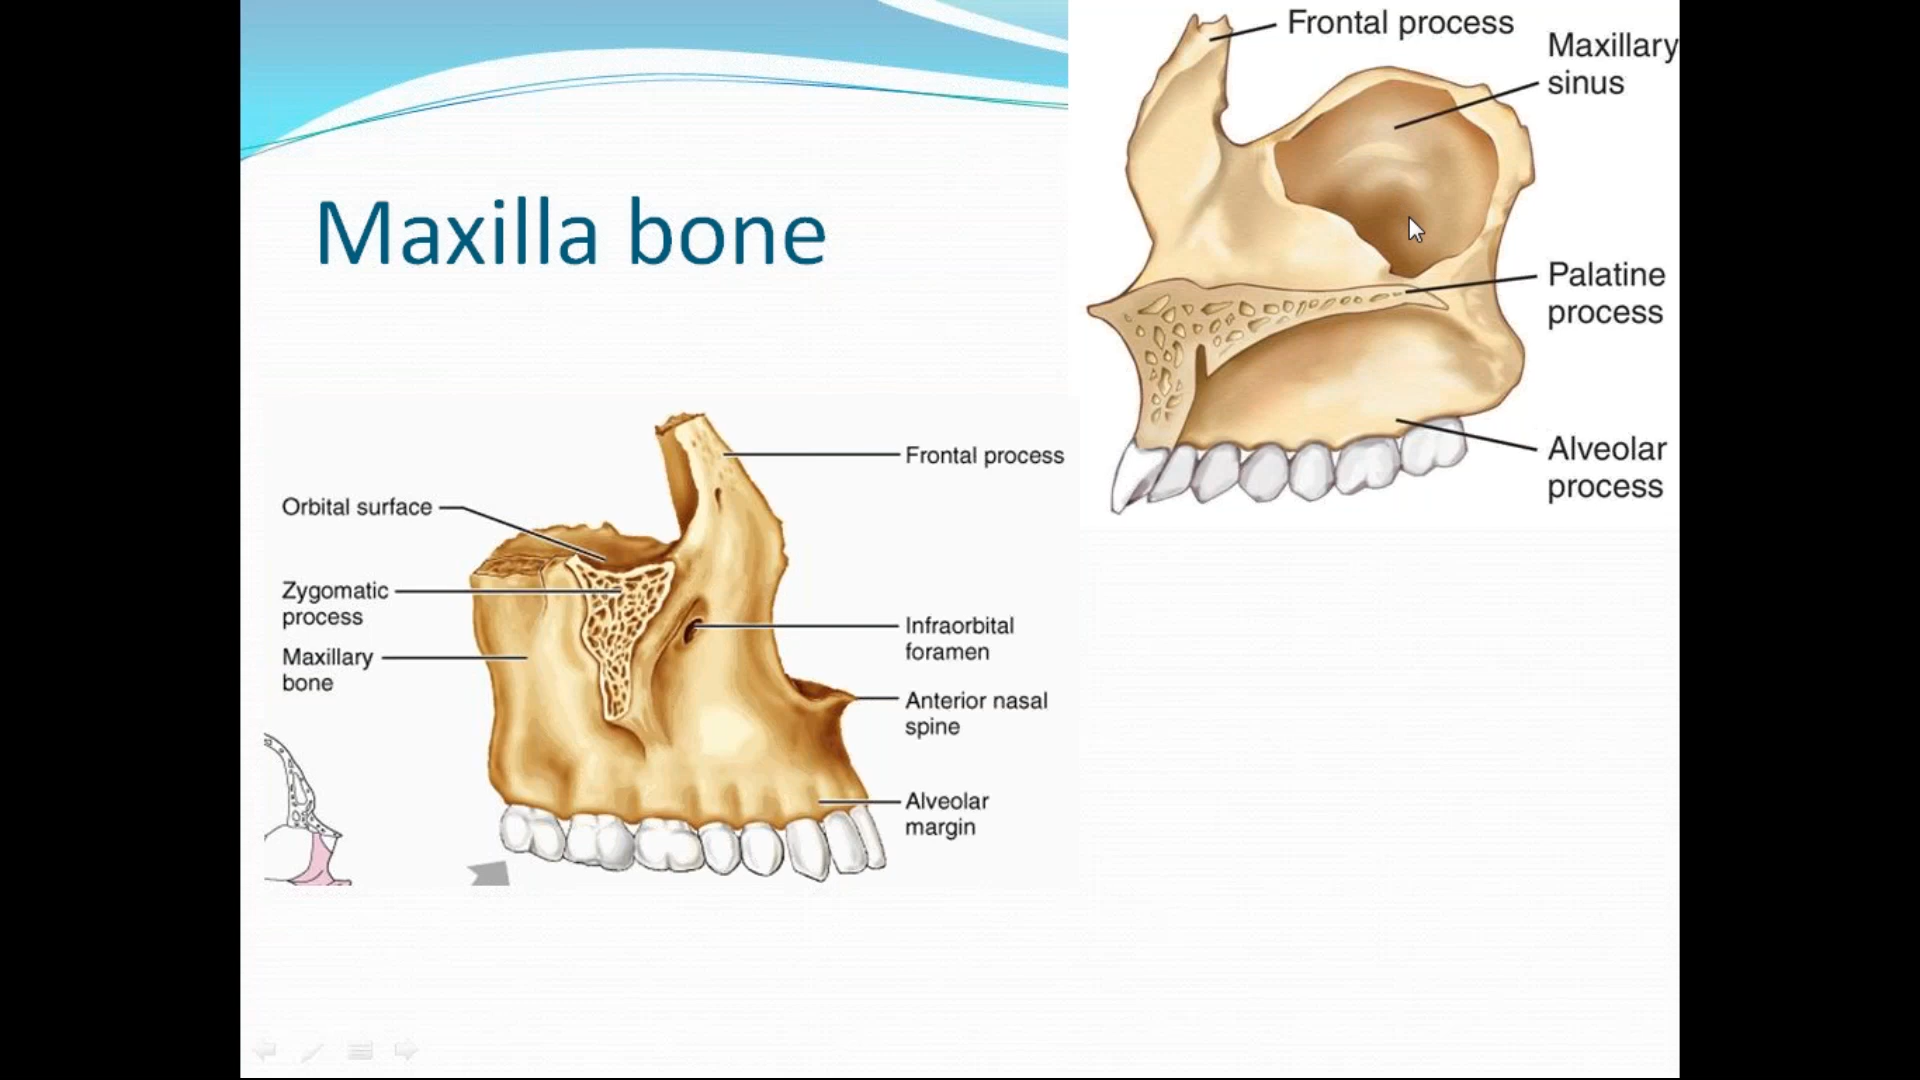 Maxilla bone
Frontal process
Maxillary
sinus
Palatine
process
Alveolar
process
Orbital surface
Zygomatic
process
Maxillary
bone
Frontal process
Infraorbital
foramen
Anterior nasal
spine
Alveolar
margin